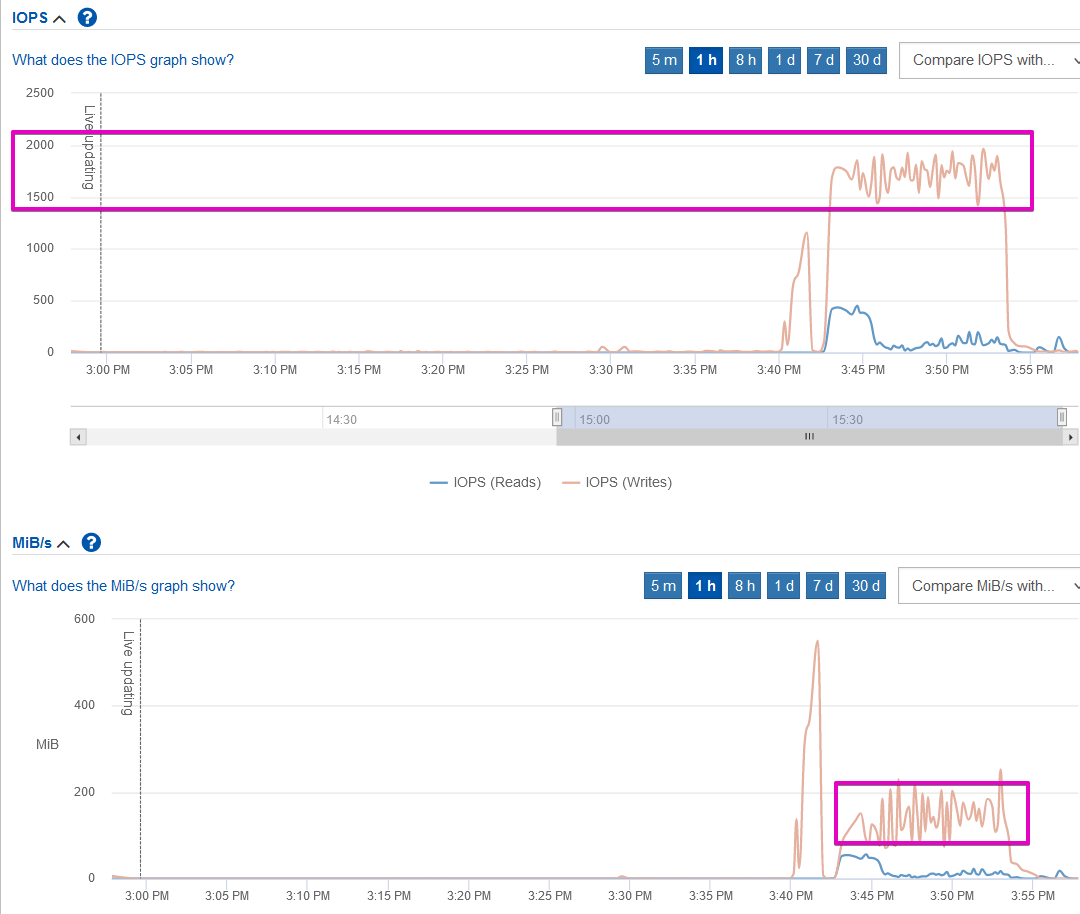 IOPS ?
What does the IOPS graph show?
5 m 1 h 8 h 1 d 7 d 30 d Compare IOPS with...
2500
2000
1500
1000
500
0
Live updating
3:00 PM 3:05 PM 3:10 PM 3:15 PM 3:20 PM 3:25 PM 3:30 PM 3:35 PM 3:40 PM 3:45 PM 3:50 PM 3:55 PM
14:30 15:00 15:30
IOPS (Reads) IOPS (Writes)
MiB/s ?
What does the MiB/s graph show?
5 m 1 h 8 h 1 d 7 d 30 d Compare MiB/s with...
600
400
MiB
200
0
Live updating
3:00 PM 3:05 PM 3:10 PM 3:15 PM 3:20 PM 3:25 PM 3:30 PM 3:35 PM 3:40 PM 3:45 PM 3:50 PM 3:55 PM